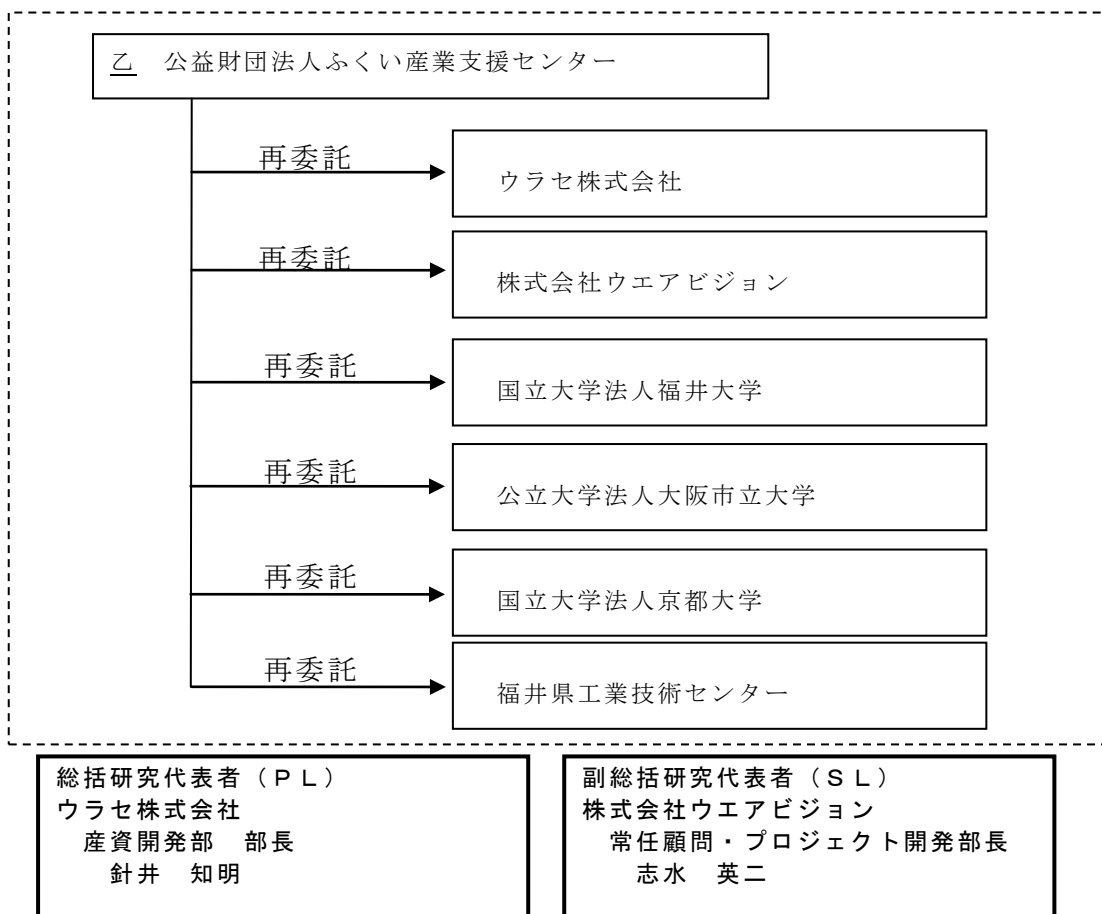 乙　公益財団法人ふくい産業支援センター
再委託
ウラセ株式会社
再委託
株式会社ウエアビジョン
再委託
国立大学法人福井大学
再委託
公立大学法人大阪市立大学
再委託
国立大学法人京都大学
再委託
福井県工業技術センター
総括研究代表者（ＰＬ）
ウラセ株式会社
産資開発部　部長
針井　知明
副総括研究代表者（ＳＬ）
株式会社ウエアビジョン
常任顧問・プロジェクト開発部長
志水　英二